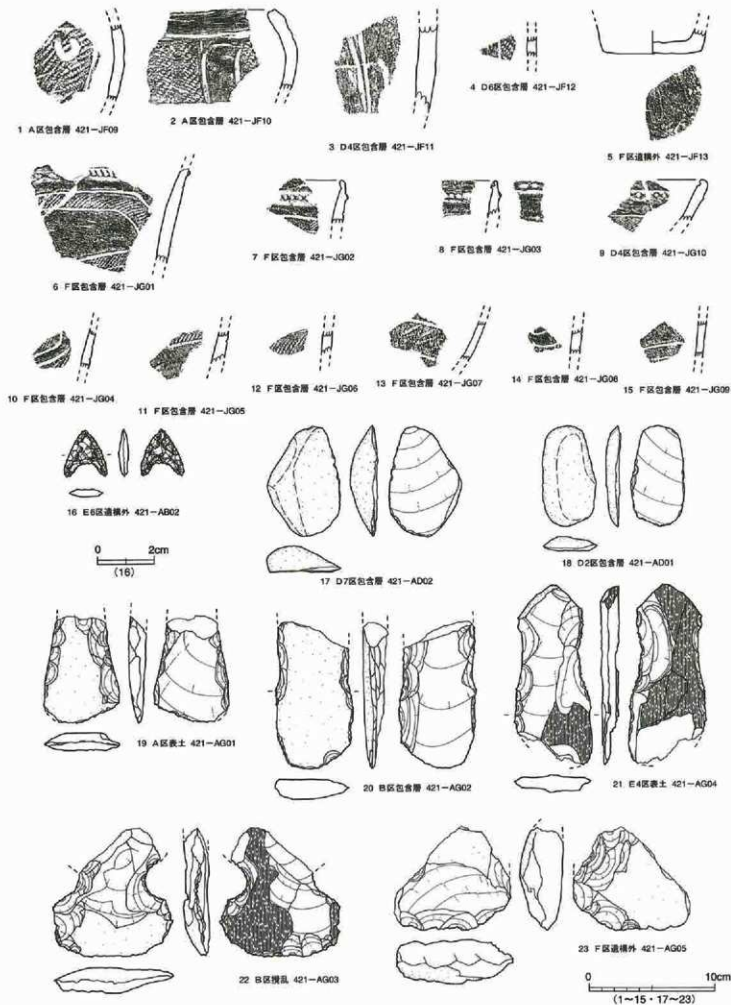 1 A区包含層 421-JF09
2 A区包含層 421-JF10
3 D4区包含層 421-JF11
4 D6区包含層 421-JF12
5 F区遺構外 421-JF13
6 F区包含層 421-JG01
7 F区包含層 421-JG02
8 F区包含層 421-JG03
9 D4区包含層 421-JG10
10 F区包含層 421-JG04
11 F区包含層 421-JG05
12 F区包含層 421-JG06
13 F区包含層 421-JG07
14 F区包含層 421-JG08
15 F区包含層 421-JG09
16 E6区遺構外 421-AB02
0 2cm
(16)
17 D7区包含層 421-AD02
18 D2区包含層 421-AD01
19 A区表土 421-AG01
20 B区包含層 421-AG02
21 E4区表土 421-AG04
22 B区撹乱 421-AG03
23 F区遺構外 421-AG05
0 10cm
(1~15・17~23)